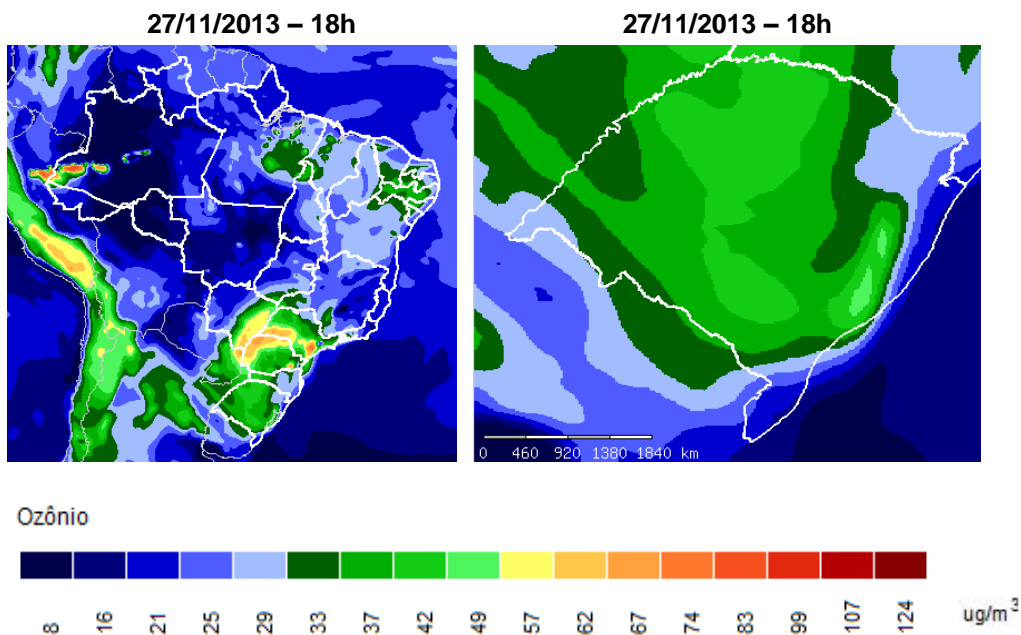 27/11/2013 – 18h
27/11/2013 – 18h
0 460 920 1380 1840 km
Ozônio
8 16 21 25 29 33 37 42 49 57 62 67 74 83 99 107 124 ug/m³